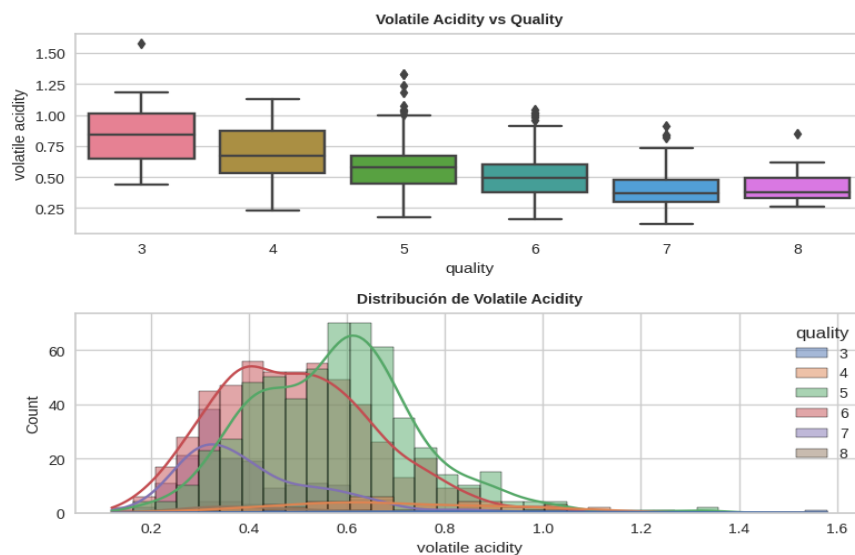 Volatile Acidity vs Quality
1.50
1.25
1.00
0.75
0.50
0.25
volatile acidity
3 4 5 6 7 8
quality
Distribución de Volatile Acidity
60
40
20
0
Count
quality
3
4
5
6
7
8
0.2 0.4 0.6 0.8 1.0 1.2 1.4 1.6
volatile acidity